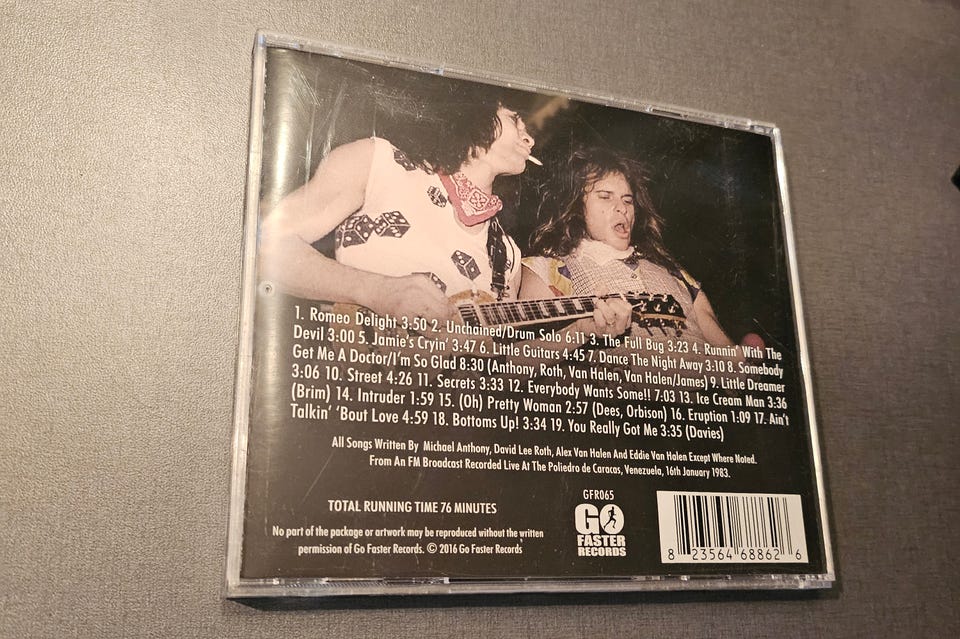 1. Romeo Delight 3:50 2. Unchained/Drum Solo 6:11 3. The Full Bug 3:23 4. Runnin' With The
Devil 3:00 5. Jamie's Cryin' 3:47 6. Little Guitars 4:45 7. Dance The Night Away 3:10 8. Somebody
Get Me A Doctor/I'm So Glad 8:30 (Anthony, Roth, Van Halen, Van Halen/James) 9. Little Dreamer
3:06 10. Street 4:26 11. Secrets 3:33 12. Everybody Wants Some!! 7:03 13. Ice Cream Man 3:36
(Brim) 14. Intruder 1:59 15. (Oh) Pretty Woman 2:57 (Dees, Orbison) 16. Eruption 1:09 17. Ain't
Talkin' 'Bout Love 4:59 18. Bottoms Up! 3:34 19. You Really Got Me 3:35 (Davies)
All Songs Written By Michael Anthony, David Lee Roth, Alex Van Halen And Eddie Van Halen Except Where Noted.
From An FM Broadcast Recorded Live At The Poliedro de Caracas, Venezuela, 16th January 1983.
TOTAL RUNNING TIME 76 MINUTES
No part of the package or artwork may be reproduced without the written
permission of Go Faster Records. © 2016 Go Faster Records
GFR065
GO
FASTER
RECORDS
8 23564 68862 6